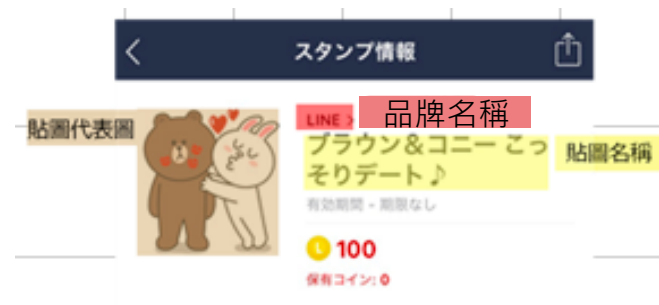 スタンプ情報
貼圖代表圖
LINE >
品牌名稱
ブラウン&コニー こっ
そりデート♪
貼圖名稱
有効期間 - 期限なし
L 100
保有コイン: 0